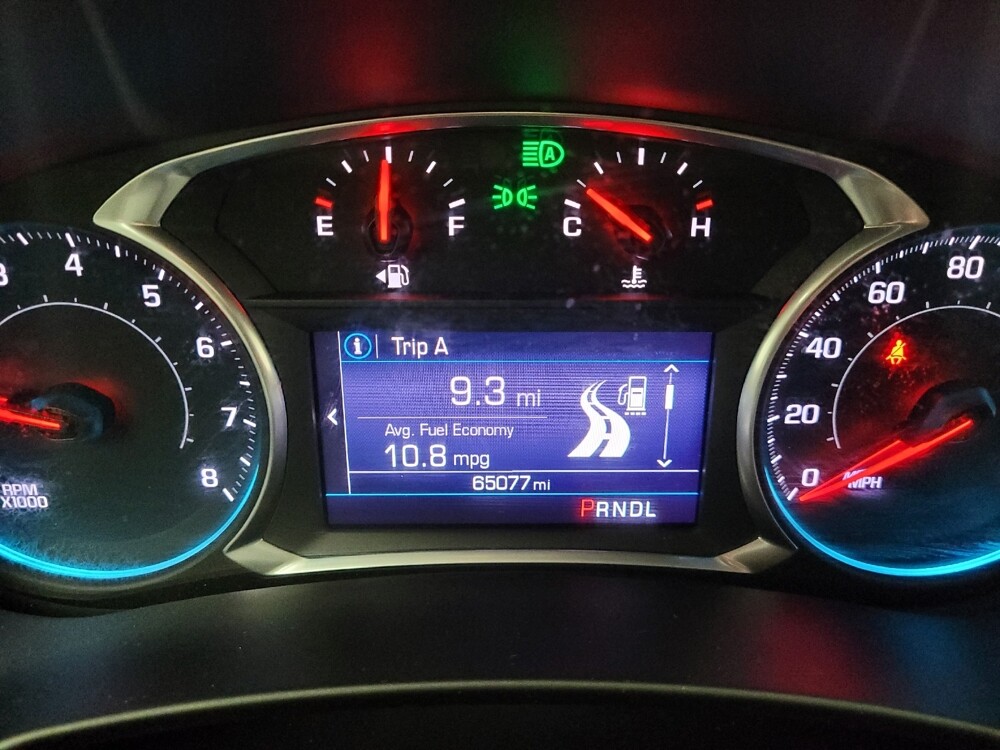 A
E F C H
3 4 5 6 7 8
RPM
X1000
i Trip A
9.3 mi
Avg. Fuel Economy
10.8 mpg
65077 mi
PRNDL
80
60
40
20
0
MPH